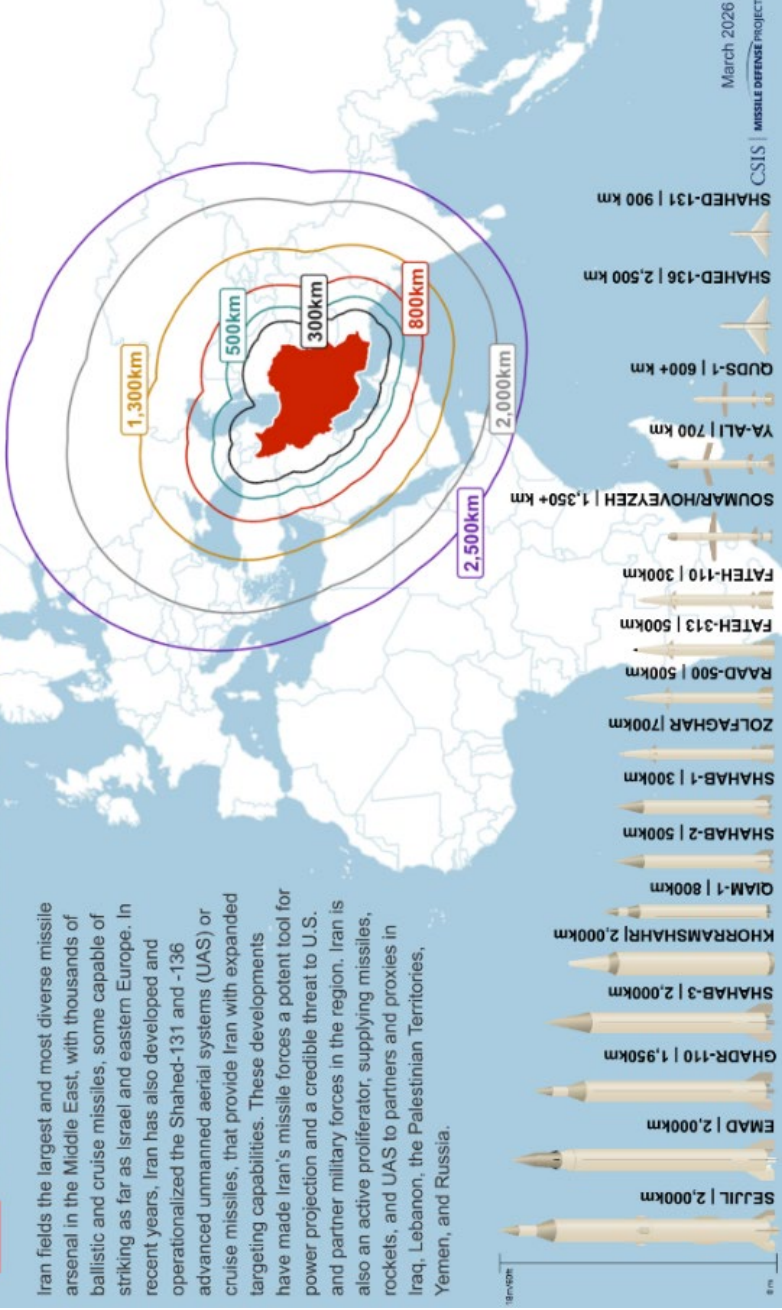 Iran fields the largest and most diverse missile
arsenal in the Middle East, with thousands of
ballistic and cruise missiles, some capable of
striking as far as Israel and eastern Europe. In
recent years, Iran has also developed and
operationalized the Shahed-131 and -136
advanced unmanned aerial systems (UAS) or
cruise missiles, that provide Iran with expanded
targeting capabilities. These developments
have made Iran's missile forces a potent tool for
power projection and a credible threat to U.S.
and partner military forces in the region. Iran is
also an active proliferator, supplying missiles,
rockets, and UAS to partners and proxies in
Iraq, Lebanon, the Palestinian Territories,
Yemen, and Russia.
1,300km
500km
300km
800km
2,000km
2,500km
18m/60ft
0 m
SEJJIL | 2,000km
EMAD | 2,000km
GHADR-110 | 1,950km
SHAHAB-3 | 2,000km
KHORRAMSHAHR| 2,000km
QIAM-1 | 800km
SHAHAB-2 | 500km
SHAHAB-1 | 300km
ZOLFAGHAR |700km
RAAD-500 | 500km
FATEH-313 | 500km
FATEH-110 | 300km
SOUMAR/HOVEYZEH | 1,350+ km
YA-ALI | 700 km
QUDS-1 | 600+ km
SHAHED-136 | 2,500 km
SHAHED-131 | 900 km
March 2026
CSIS | MISSILE DEFENSE PROJECT